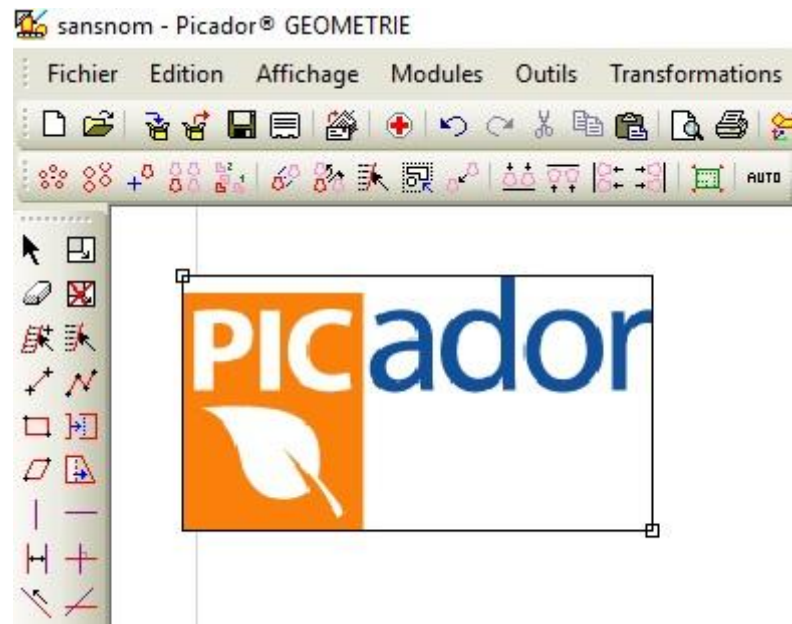 sansnom - Picador® GEOMETRIE
Fichier Edition Affichage Modules Outils Transformations
AUTO
PICador